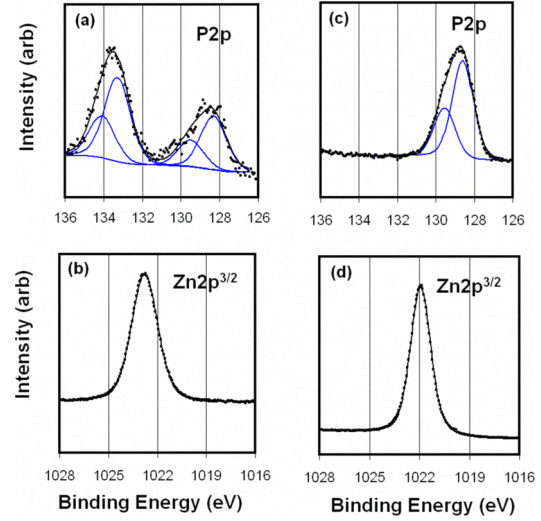 (a)
P2p
Intensity (arb)
136 134 132 130 128 126
(c)
P2p
136 134 132 130 128 126
(b)
Zn2p3/2
Intensity (arb)
1028 1025 1022 1019 1016
Binding Energy (eV)
(d)
Zn2p3/2
1028 1025 1022 1019 1016
Binding Energy (eV)